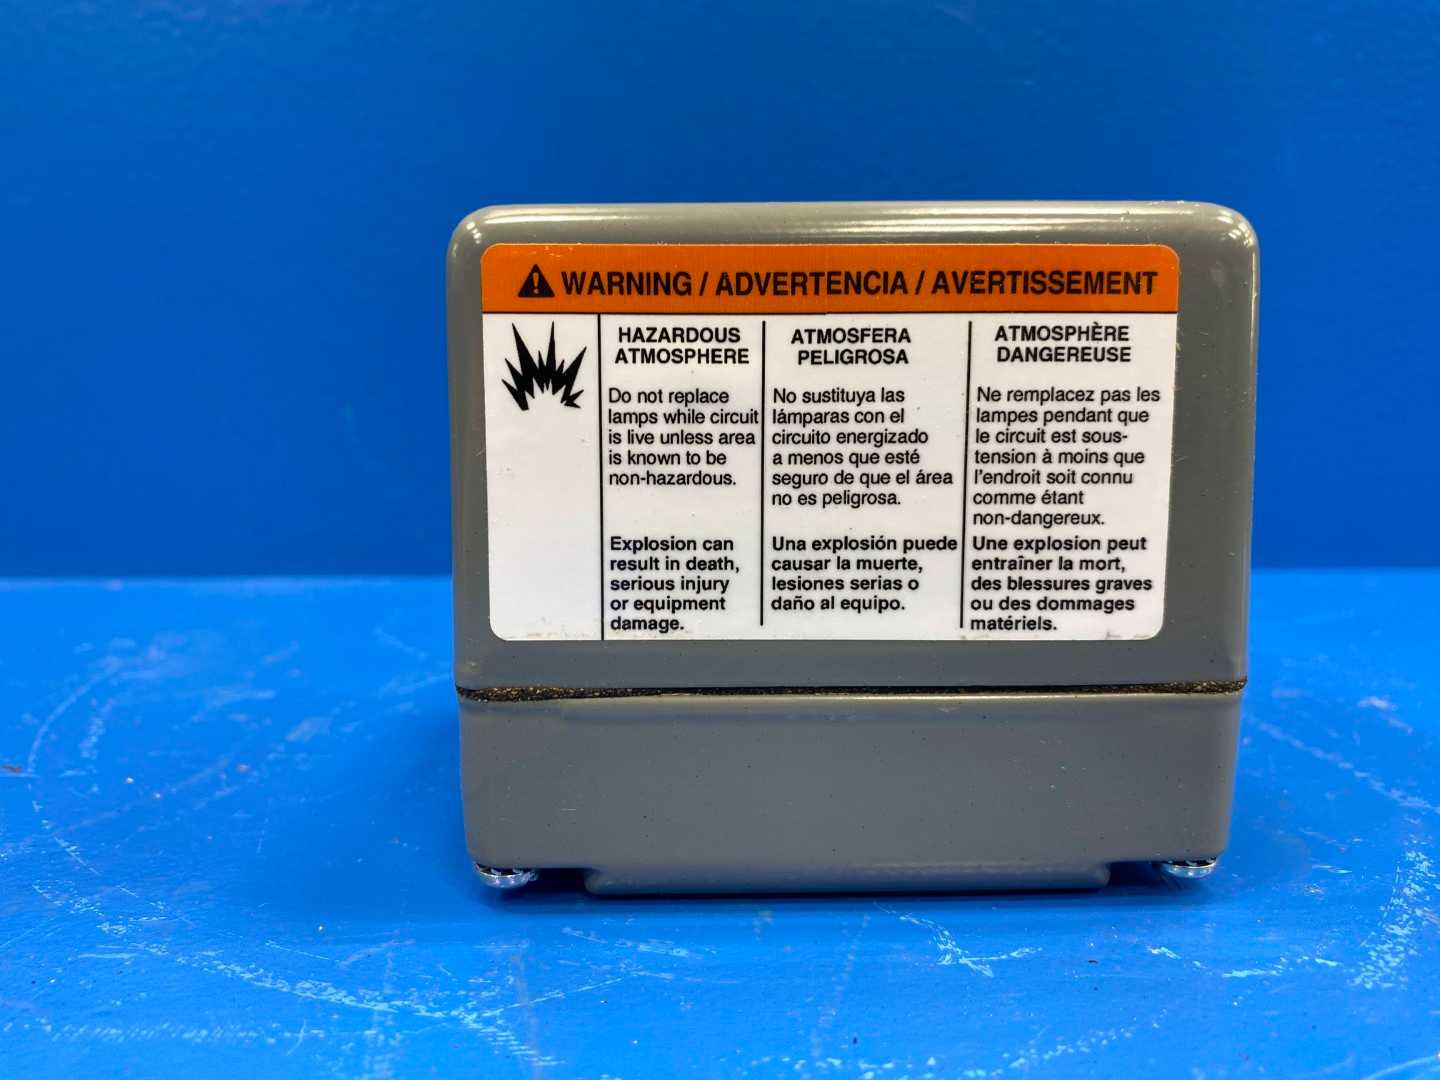 WARNING / ADVERTENCIA / AVERTISSEMENT
HAZARDOUS
ATMOSPHERE
Do not replace
lamps while circuit
is live unless area
is known to be
non-hazardous.
Explosion can
result in death,
serious injury
or equipment
damage.
ATMOSFERA
PELIGROSA
No sustituya las
lámparas con el
circuito energizado
a menos que esté
seguro de que el área
no es peligrosa.
Una explosión puede
causar la muerte,
lesiones serias o
daño al equipo.
ATMOSPHÈRE
DANGEREUSE
Ne remplacez pas les
lampes pendant que
le circuit est sous-
tension à moins que
l'endroit soit connu
comme étant
non-dangereux.
Une explosion peut
entraîner la mort,
des blessures graves
ou des dommages
matériels.